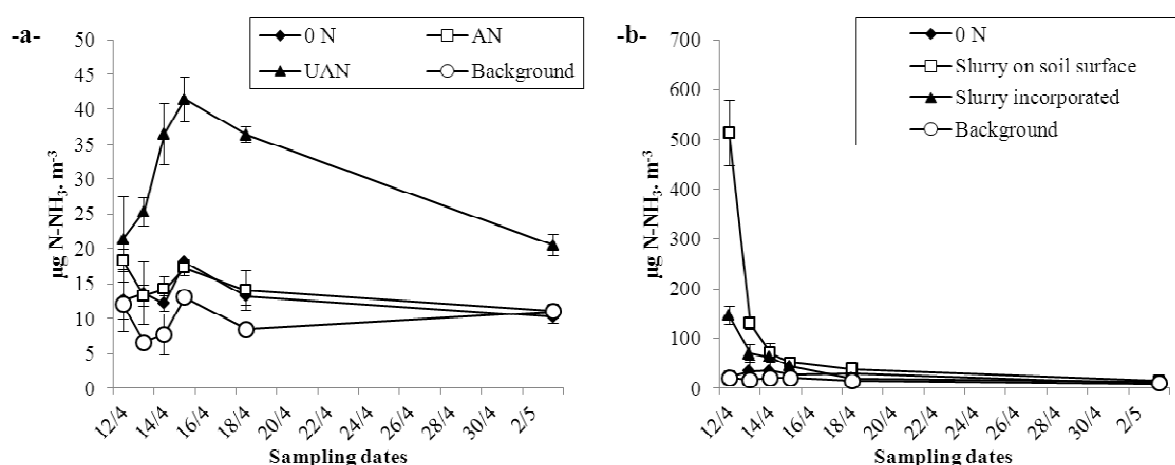 -a-
0 N
AN
UAN
Background
µg N-NH3. m-3
50
45
40
35
30
25
20
15
10
5
0
12/4
14/4
16/4
18/4
20/4
22/4
24/4
26/4
28/4
30/4
2/5
Sampling dates
-b-
0 N
Slurry on soil surface
Slurry incorporated
Background
µg N-NH3. m-3
700
600
500
400
300
200
100
0
12/4
14/4
16/4
18/4
20/4
22/4
24/4
26/4
28/4
30/4
2/5
Sampling dates